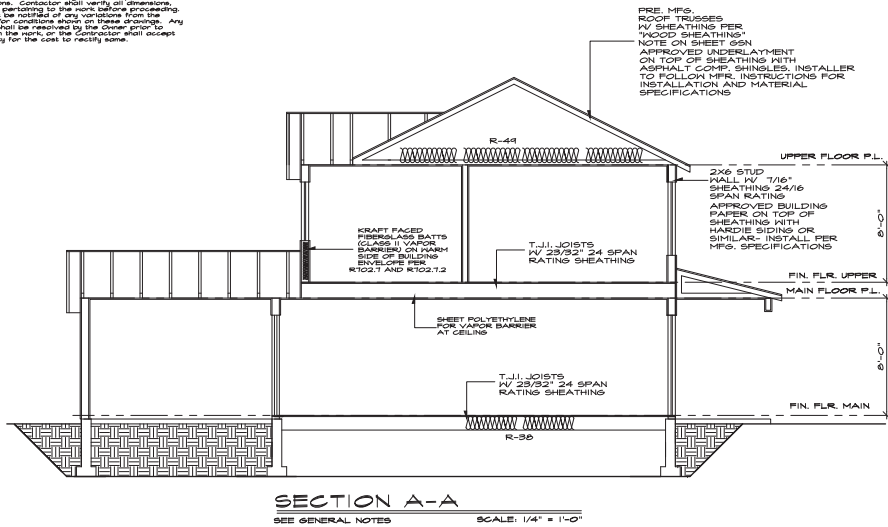 ons. Contactor shall verify all dimensions,
pertaining to the work before proceeding.
be notified of any variations from the
for conditions shown on these drawings. Any
shall be resolved by the Owner prior to
the work, or the Contractor shall accept
for the cost to rectify same.
PRE. MFG.
ROOF TRUSSES
W/ SHEATHING PER
"WOOD SHEATHING"
NOTE ON SHEET GSN
APPROVED UNDERLAYMENT
ON TOP OF SHEATHING WITH
ASPHALT COMP. SHINGLES. INSTALLER
TO FOLLOW MFR. INSTRUCTIONS FOR
INSTALLATION AND MATERIAL
SPECIFICATIONS
R-49
UPPER FLOOR P.L.
2X6 STUD
WALL W/ 7/16"
SHEATHING 24/16
SPAN RATING
APPROVED BUILDING
PAPER ON TOP OF
SHEATHING WITH
HARDIE SIDING OR
SIMILAR- INSTALL PER
MFG. SPECIFICATIONS
8'-0"
KRAFT FACED
FIBERGLASS BATTS
(CLASS II VAPOR
BARRIER) ON WARM
SIDE OF BUILDING
ENVELOPE PER
R702.7 AND R702.7.2
T.J.I. JOISTS
W/ 23/32" 24 SPAN
RATING SHEATHING
FIN. FLR. UPPER
MAIN FLOOR P.L.
SHEET POLYETHYLENE
FOR VAPOR BARRIER
AT CEILING
8'-0"
T.J.I. JOISTS
W/ 23/32" 24 SPAN
RATING SHEATHING
FIN. FLR. MAIN
R-38
SECTION A-A
SEE GENERAL NOTES SCALE: 1/4" = 1'-0"